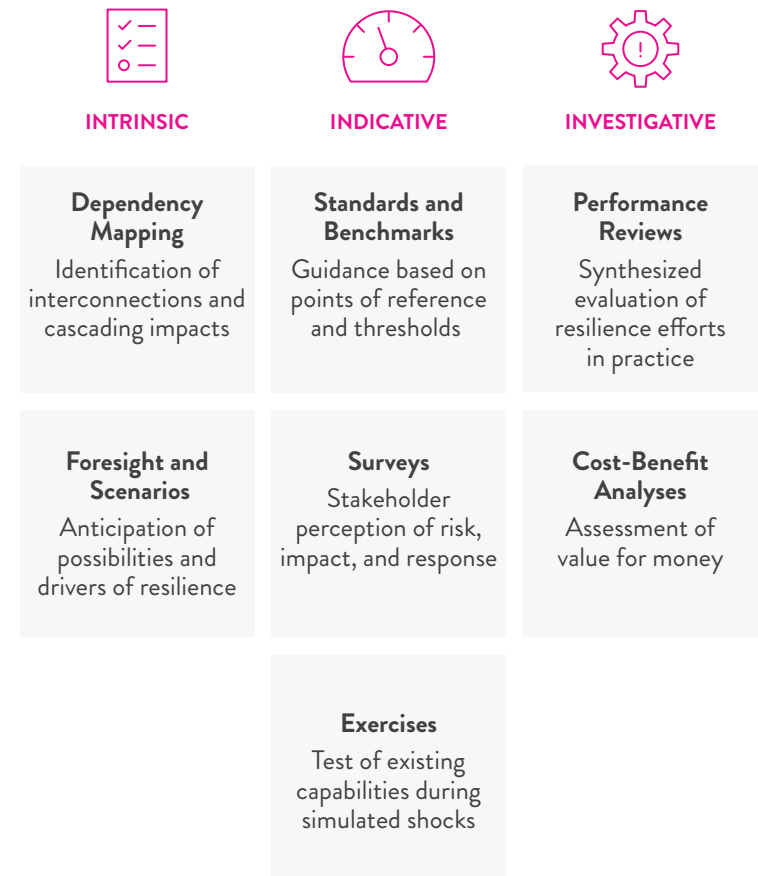 INTRINSIC
INDICATIVE
INVESTIGATIVE
Dependency
Mapping
Identification of
interconnections and
cascading impacts
Standards and
Benchmarks
Guidance based on
points of reference
and thresholds
Performance
Reviews
Synthesized
evaluation of
resilience efforts
in practice
Foresight and
Scenarios
Anticipation of
possibilities and
drivers of resilience
Surveys
Stakeholder
perception of risk,
impact, and response
Cost-Benefit
Analyses
Assessment of
value for money
Exercises
Test of existing
capabilities during
simulated shocks